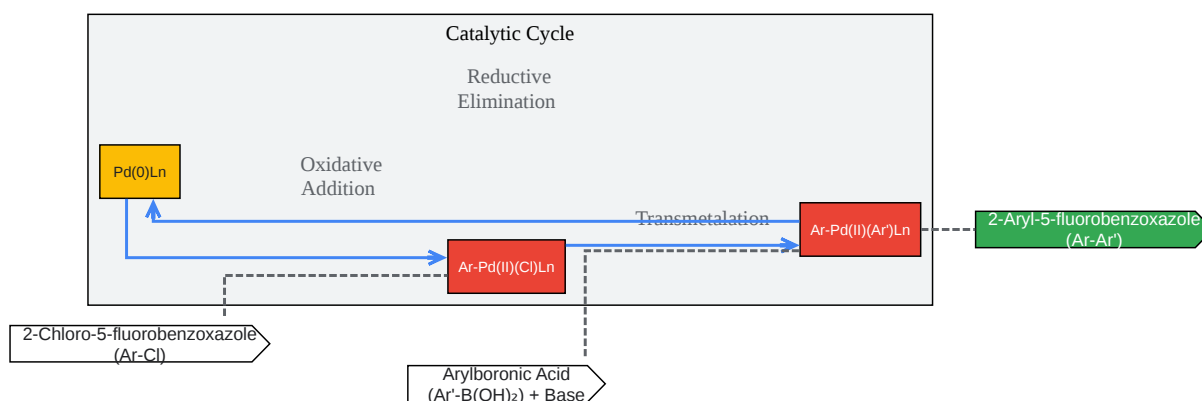 Catalytic Cycle
Reductive
Elimination
Oxidative
Addition
Pd(0)Ln
Transmetalation
Ar-Pd(II)(Ar')Ln
2-Aryl-5-fluorobenzoxazole
(Ar-Ar')
Ar-Pd(II)(Cl)Ln
2-Chloro-5-fluorobenzoxazole
(Ar-Cl)
Arylboronic Acid
(Ar'-B(OH)₂) + Base